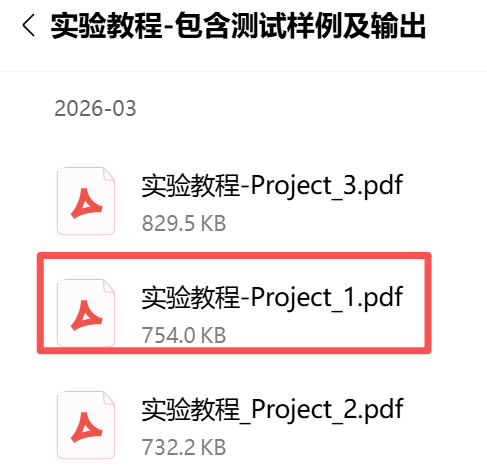 实验教程-包含测试样例及输出
2026-03
实验教程-Project_3.pdf
829.5 KB
实验教程-Project_1.pdf
754.0 KB
实验教程_Project_2.pdf
732.2 KB